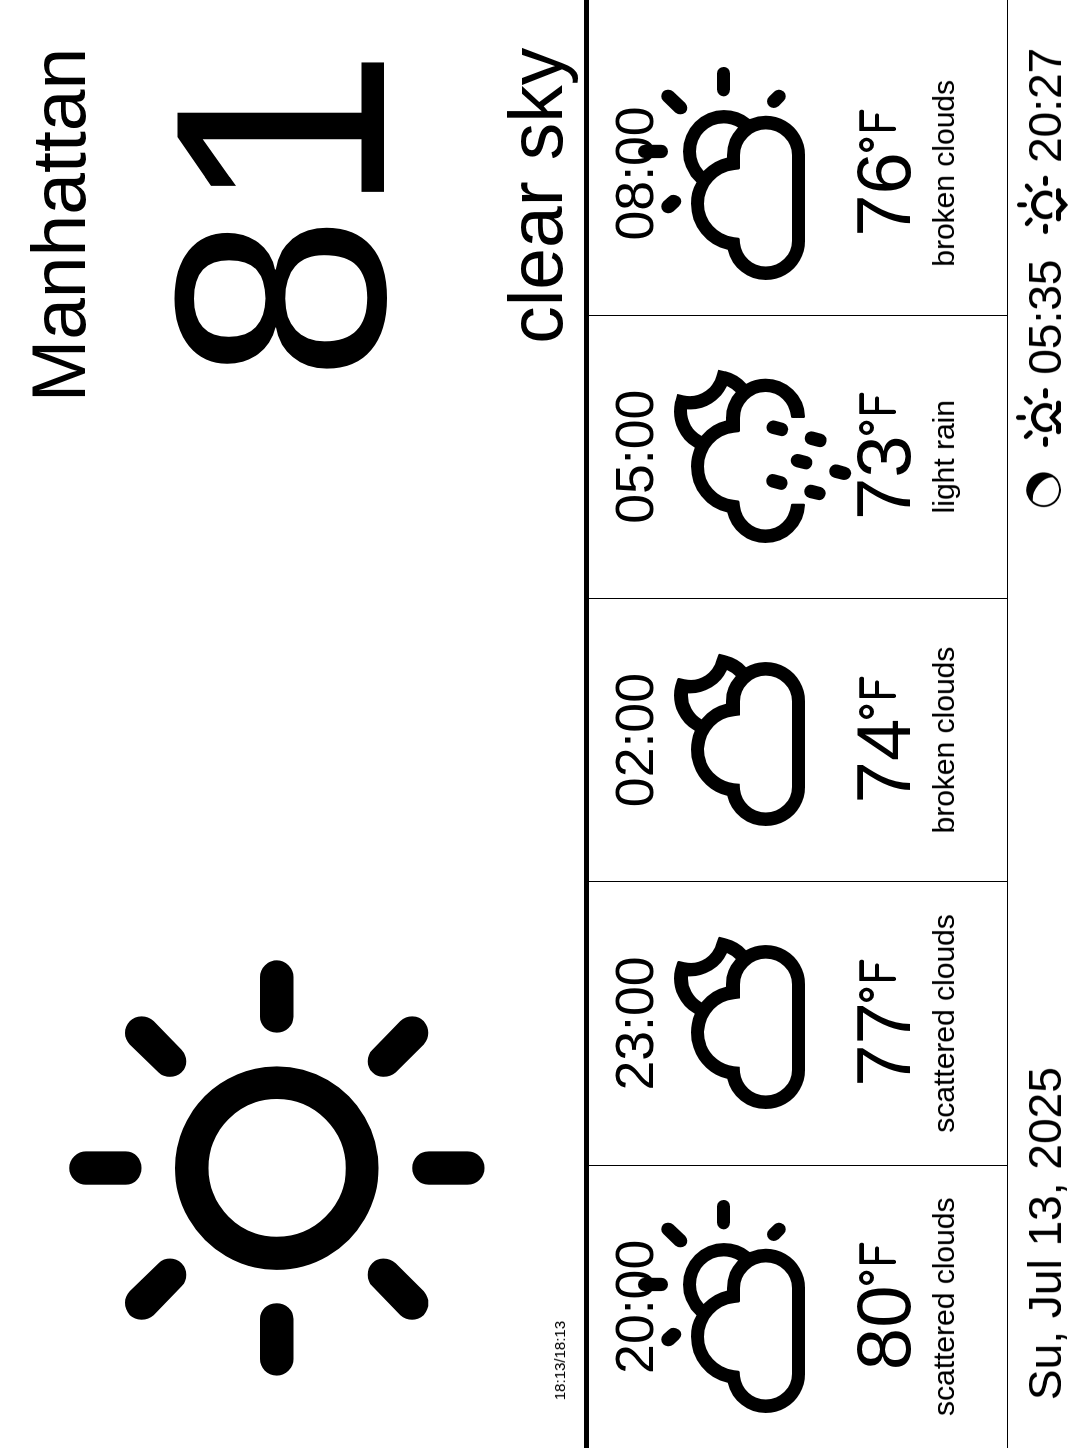 Manhattan
81
clear sky
18:13/18:13
20:00
80°F
scattered clouds
23:00
77°F
scattered clouds
02:00
74°F
broken clouds
05:00
73°F
light rain
08:00
76°F
broken clouds
Su, Jul 13, 2025
05:35
20:27